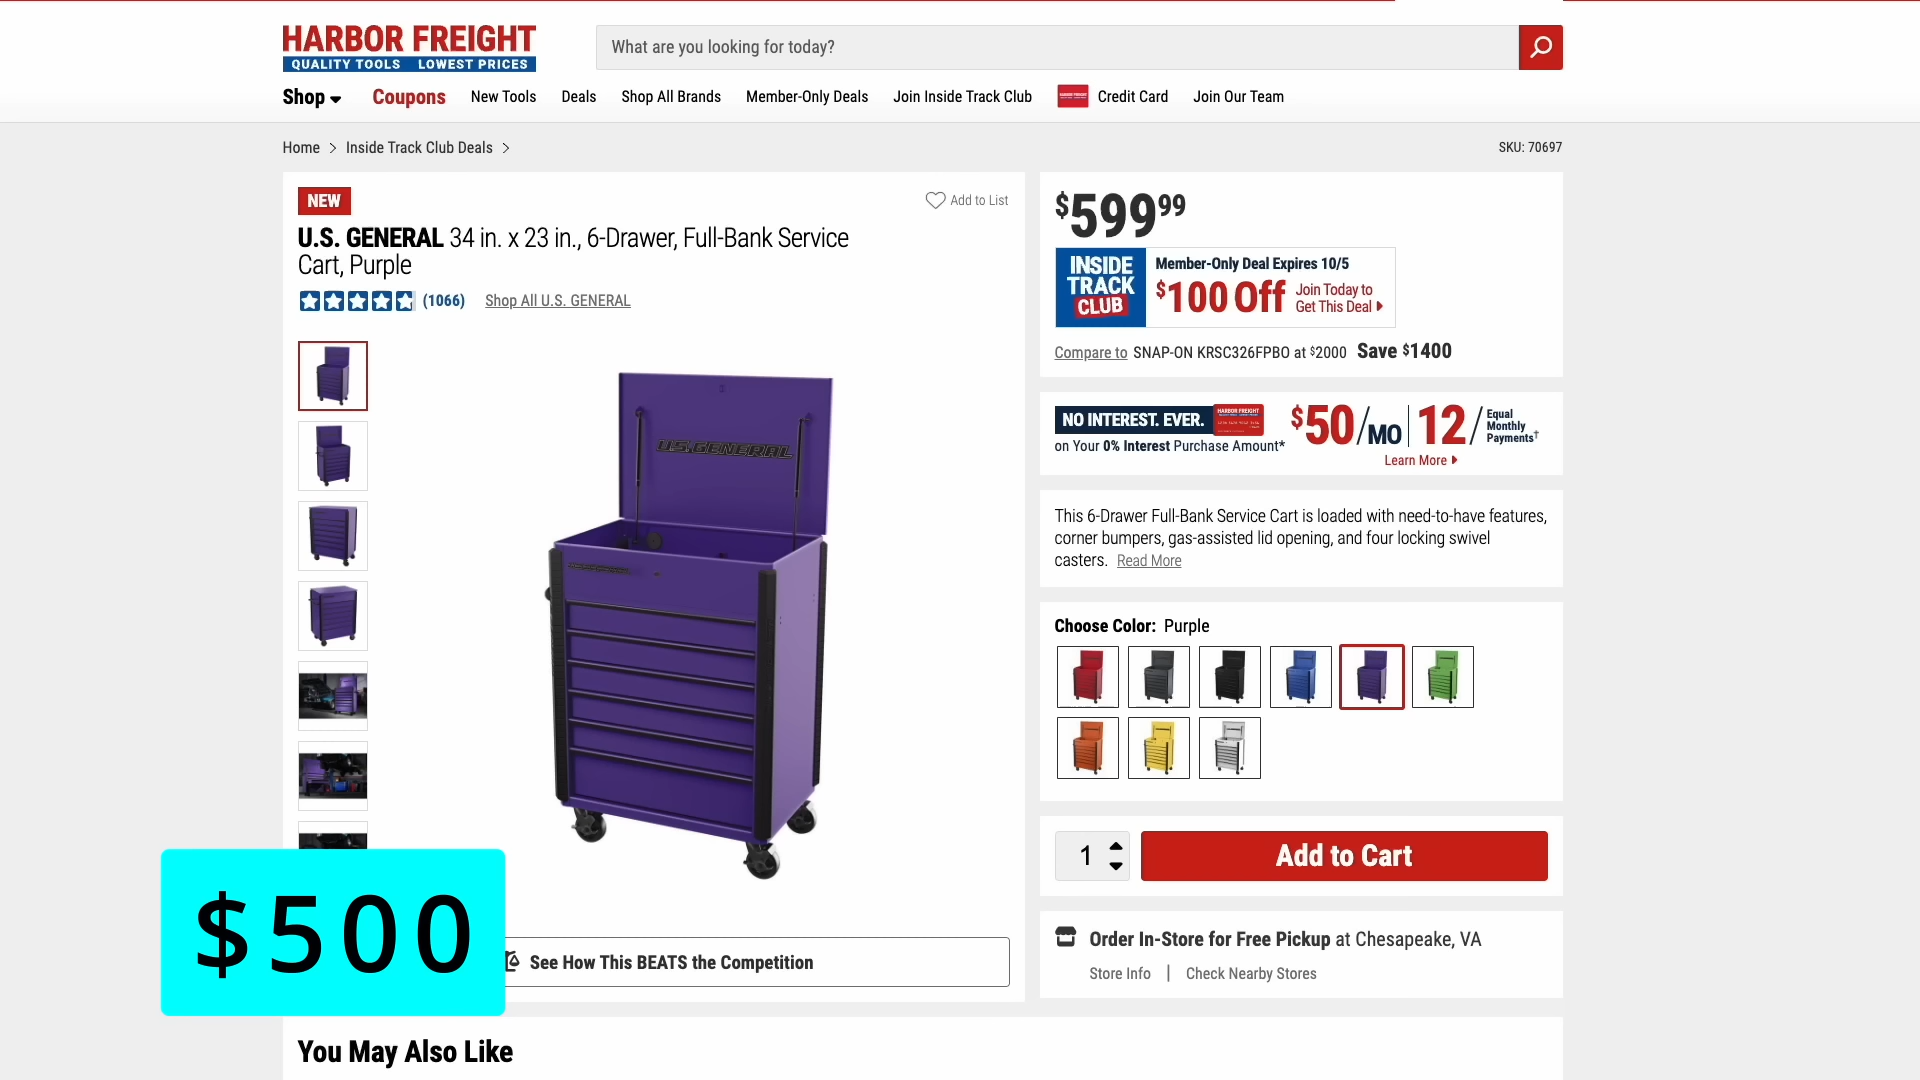 HARBOR FREIGHT
QUALITY TOOLS LOWEST PRICES
What are you looking for today?
Shop
Coupons
New Tools
Deals
Shop All Brands
Member-Only Deals
Join Inside Track Club
Credit Card
Join Our Team
Home > Inside Track Club Deals >
SKU: 70697
NEW
Add to List
U.S. GENERAL 34 in. x 23 in., 6-Drawer, Full-Bank Service
Cart, Purple
(1066)
Shop All U.S. GENERAL
U.S.GENERAL
$500
See How This BEATS the Competition
$599 99
INSIDE
TRACK
CLUB
Member-Only Deal Expires 10/5
$100 Off
Join Today to
Get This Deal
Compare to SNAP-ON KRSC326FPBO at $2000 Save $1400
NO INTEREST. EVER.
HARBOR FREIGHT
on Your 0% Interest Purchase Amount*
$50/MO
12/
Equal
Monthly
Payments†
Learn More
This 6-Drawer Full-Bank Service Cart is loaded with need-to-have features,
corner bumpers, gas-assisted lid opening, and four locking swivel
casters. Read More
Choose Color: Purple
1
Add to Cart
Order In-Store for Free Pickup at Chesapeake, VA
Store Info | Check Nearby Stores
You May Also Like